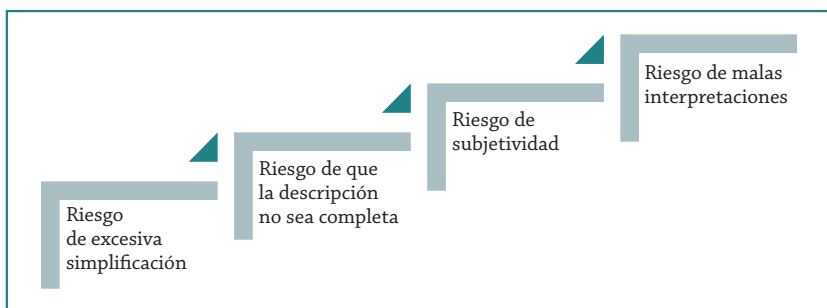 Riesgo
de excesiva
simplificación
Riesgo de que
la descripción
no sea completa
Riesgo de
subjetividad
Riesgo de malas
interpretaciones